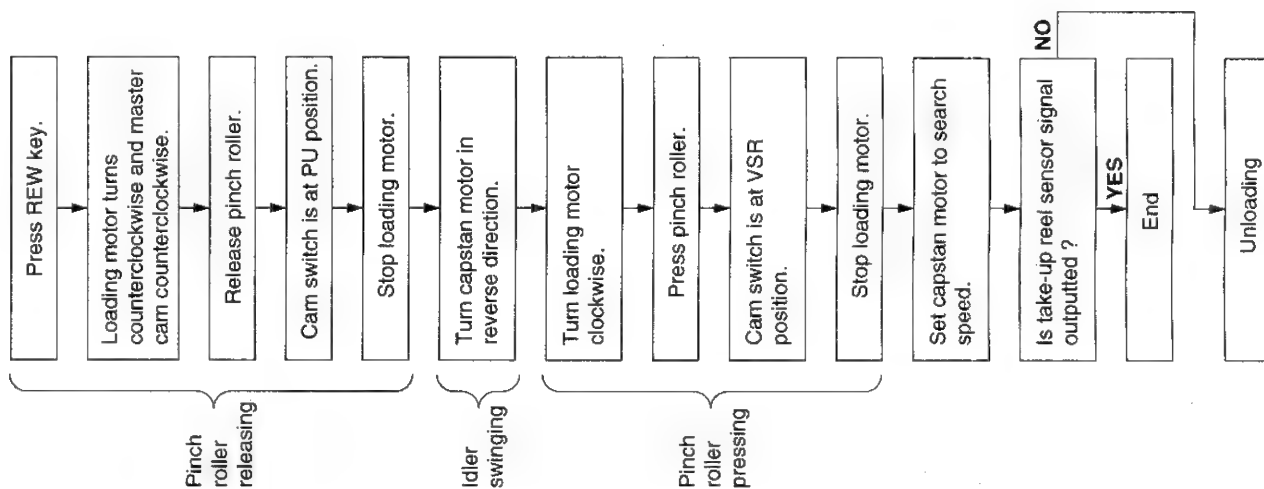 Press REW key.
Loading motor turns
counterclockwise and master
cam counterclockwise.
Release pinch roller.
Cam switch is at PU position.
Stop loading motor.
Pinch
roller
releasing
Turn capstan motor in
reverse direction.
Idler
swinging
Turn loading motor
clockwise.
Press pinch roller.
Cam switch is at VSR
position.
Stop loading motor.
Pinch
roller
pressing
Set capstan motor to search
speed.
Is take-up reel sensor signal
outputted ?
NO
YES
End
Unloading